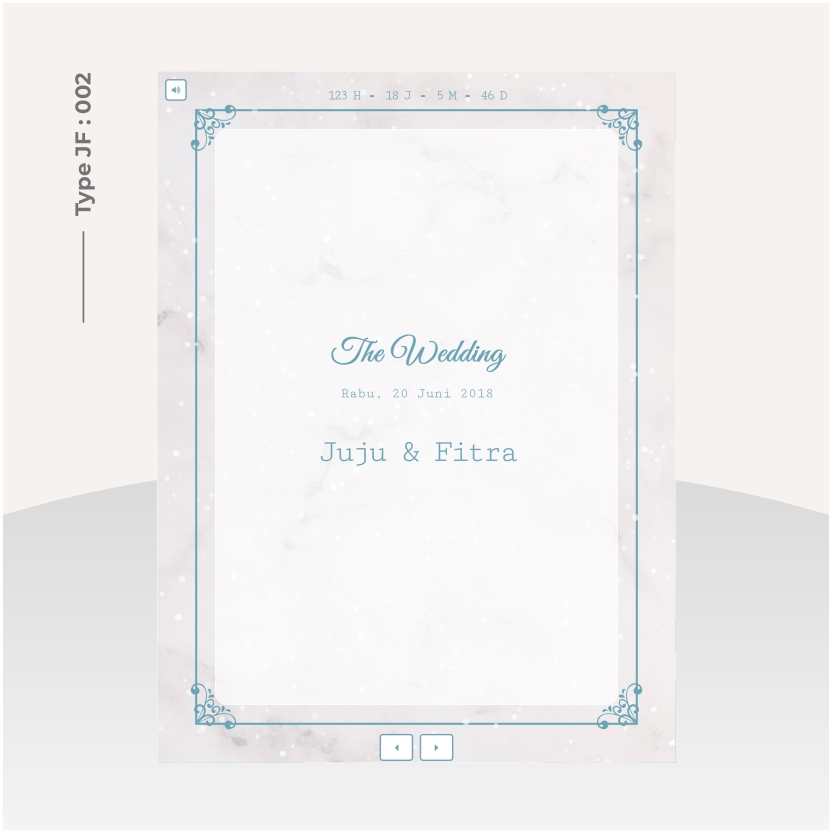 Type JF : 002
123 H - 18 J - 5 M - 46 D
The Wedding
Rabu, 20 Juni 2018
Juju & Fitra